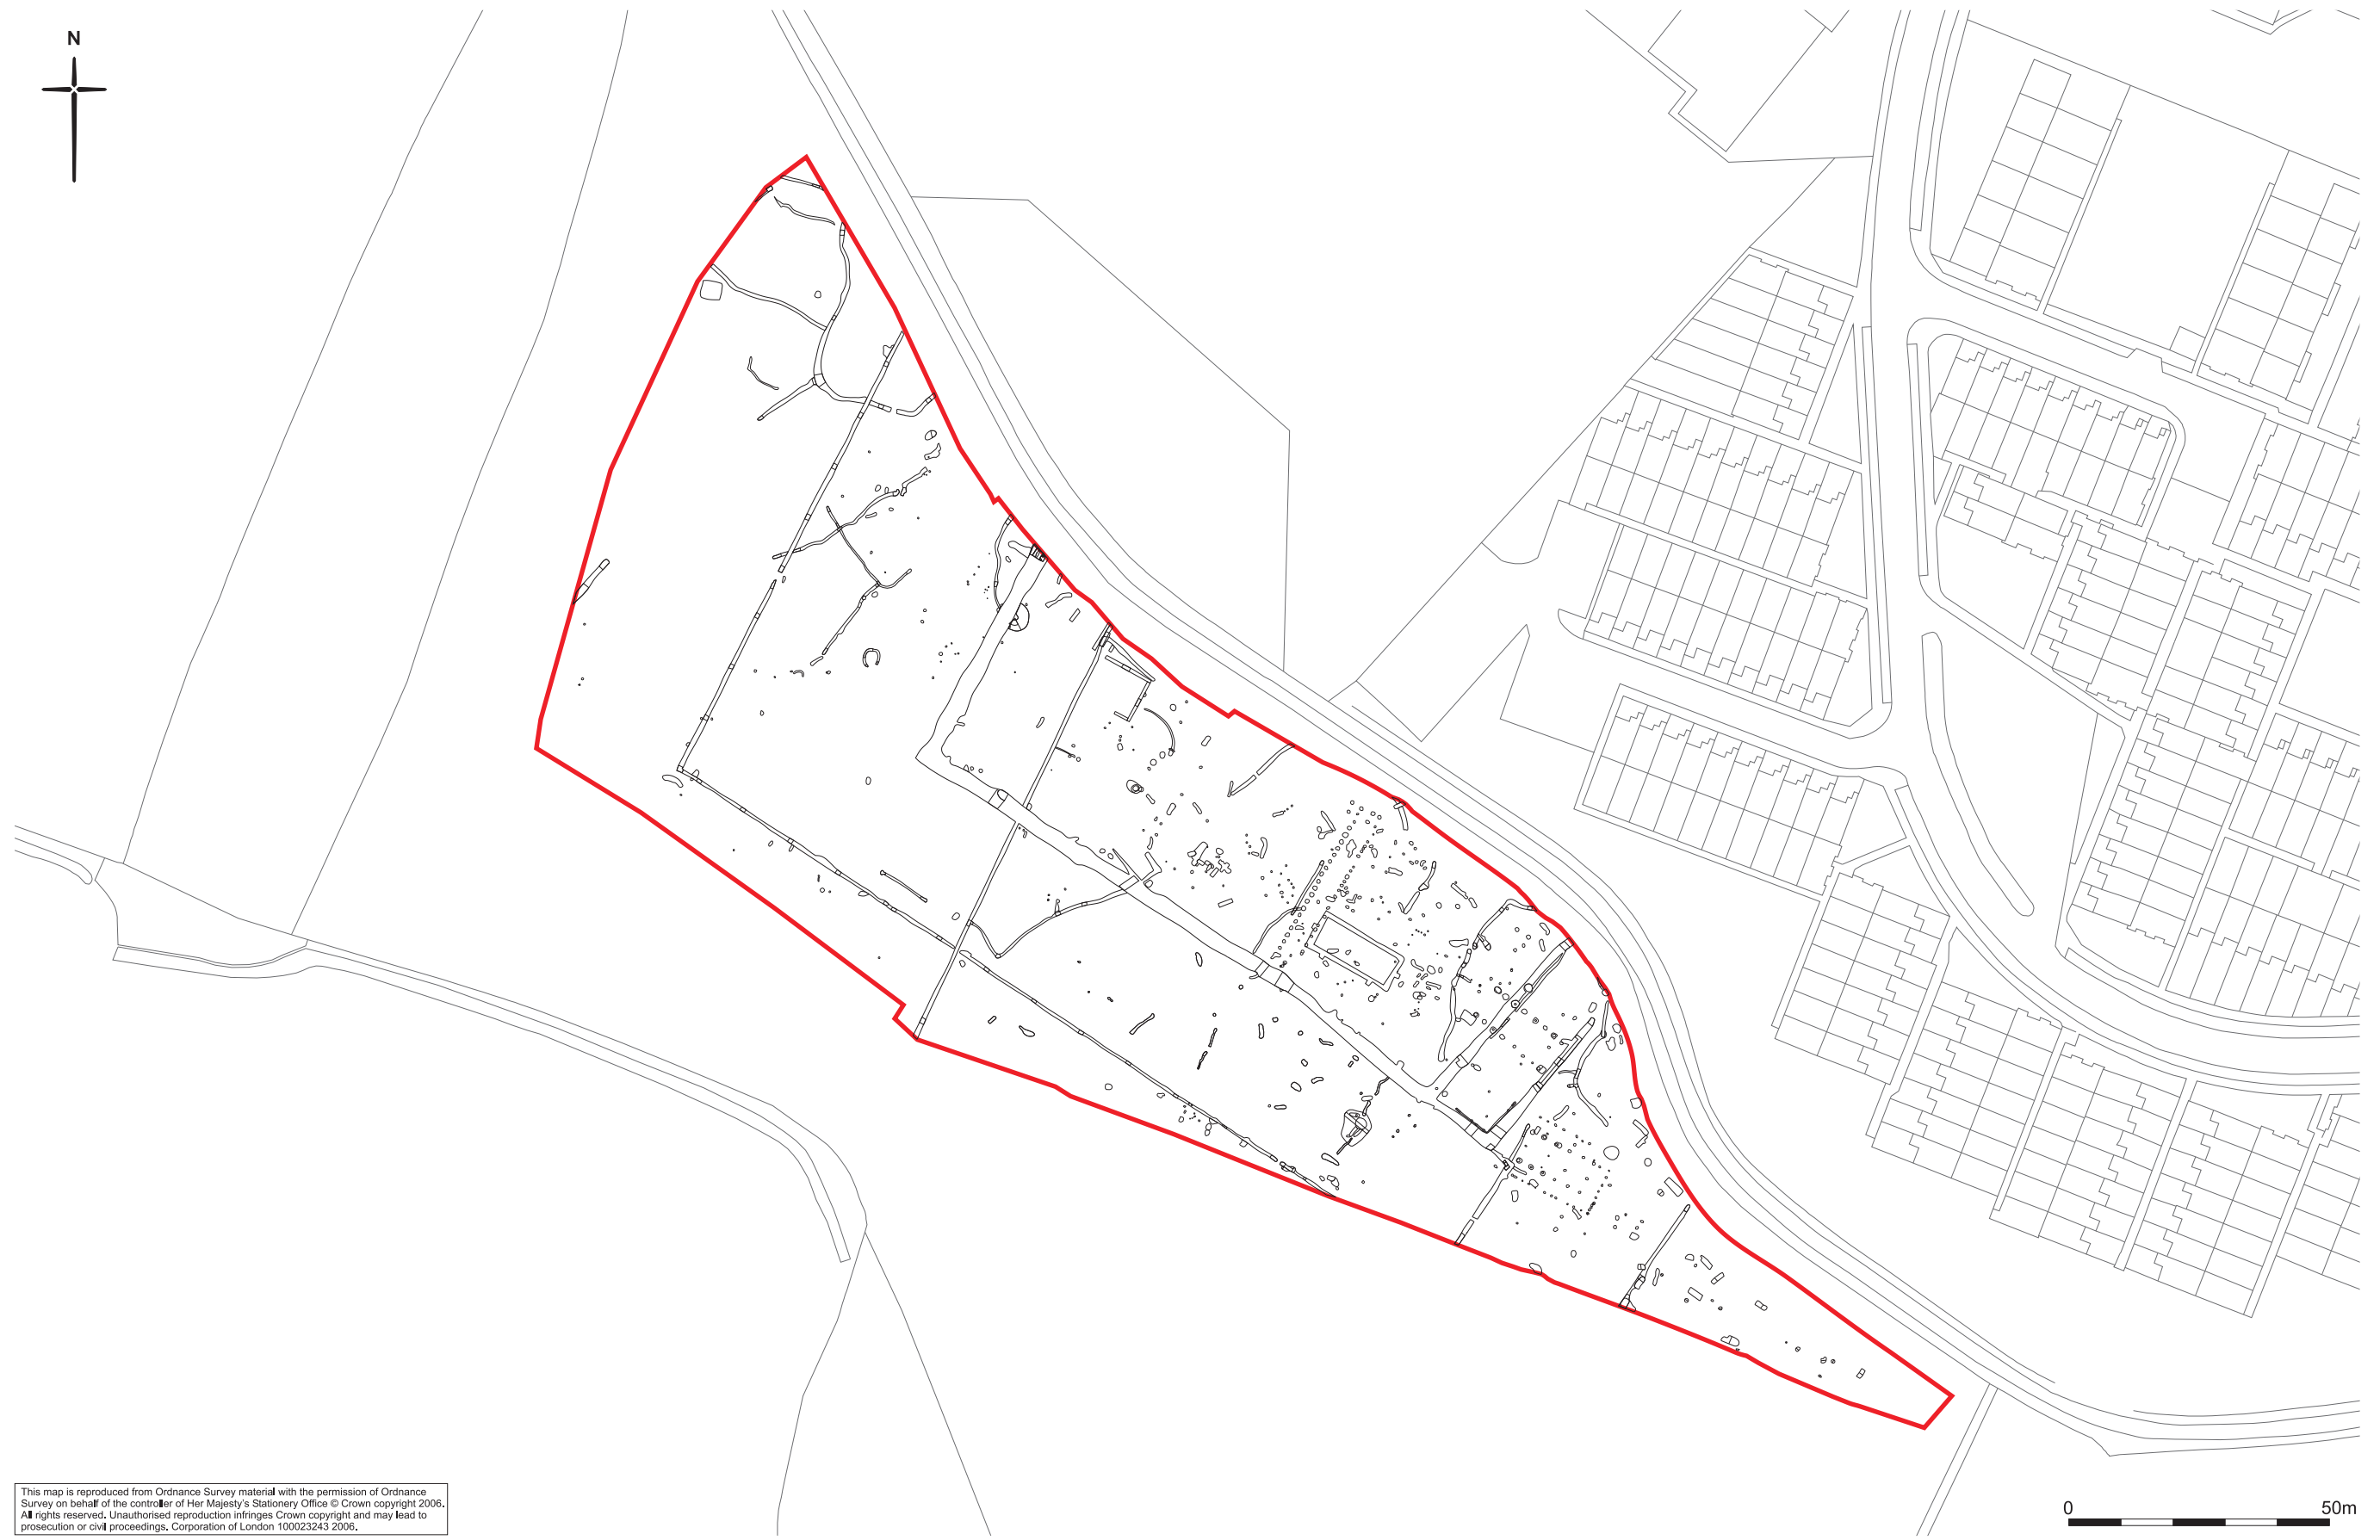 N
This map is reproduced from Ordnance Survey material with the permission of Ordnance
Survey on behalf of the controller of Her Majesty's Stationery Office © Crown copyright 2006.
All rights reserved. Unauthorised reproduction infringes Crown copyright and may lead to
prosecution or civil proceedings. Corporation of London 100023243 2006.
0 50m